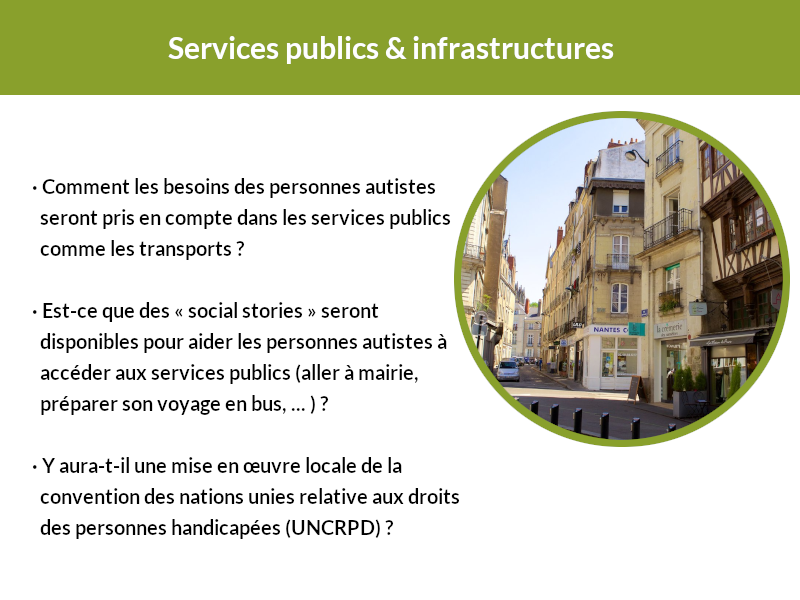 Services publics & infrastructures
· Comment les besoins des personnes autistes
seront pris en compte dans les services publics
comme les transports ?
· Est-ce que des « social stories » seront
disponibles pour aider les personnes autistes à
accéder aux services publics (aller à mairie,
préparer son voyage en bus, ... ) ?
· Y aura-t-il une mise en œuvre locale de la
convention des nations unies relative aux droits
des personnes handicapées (UNCRPD) ?
NANTES
la crèmerie